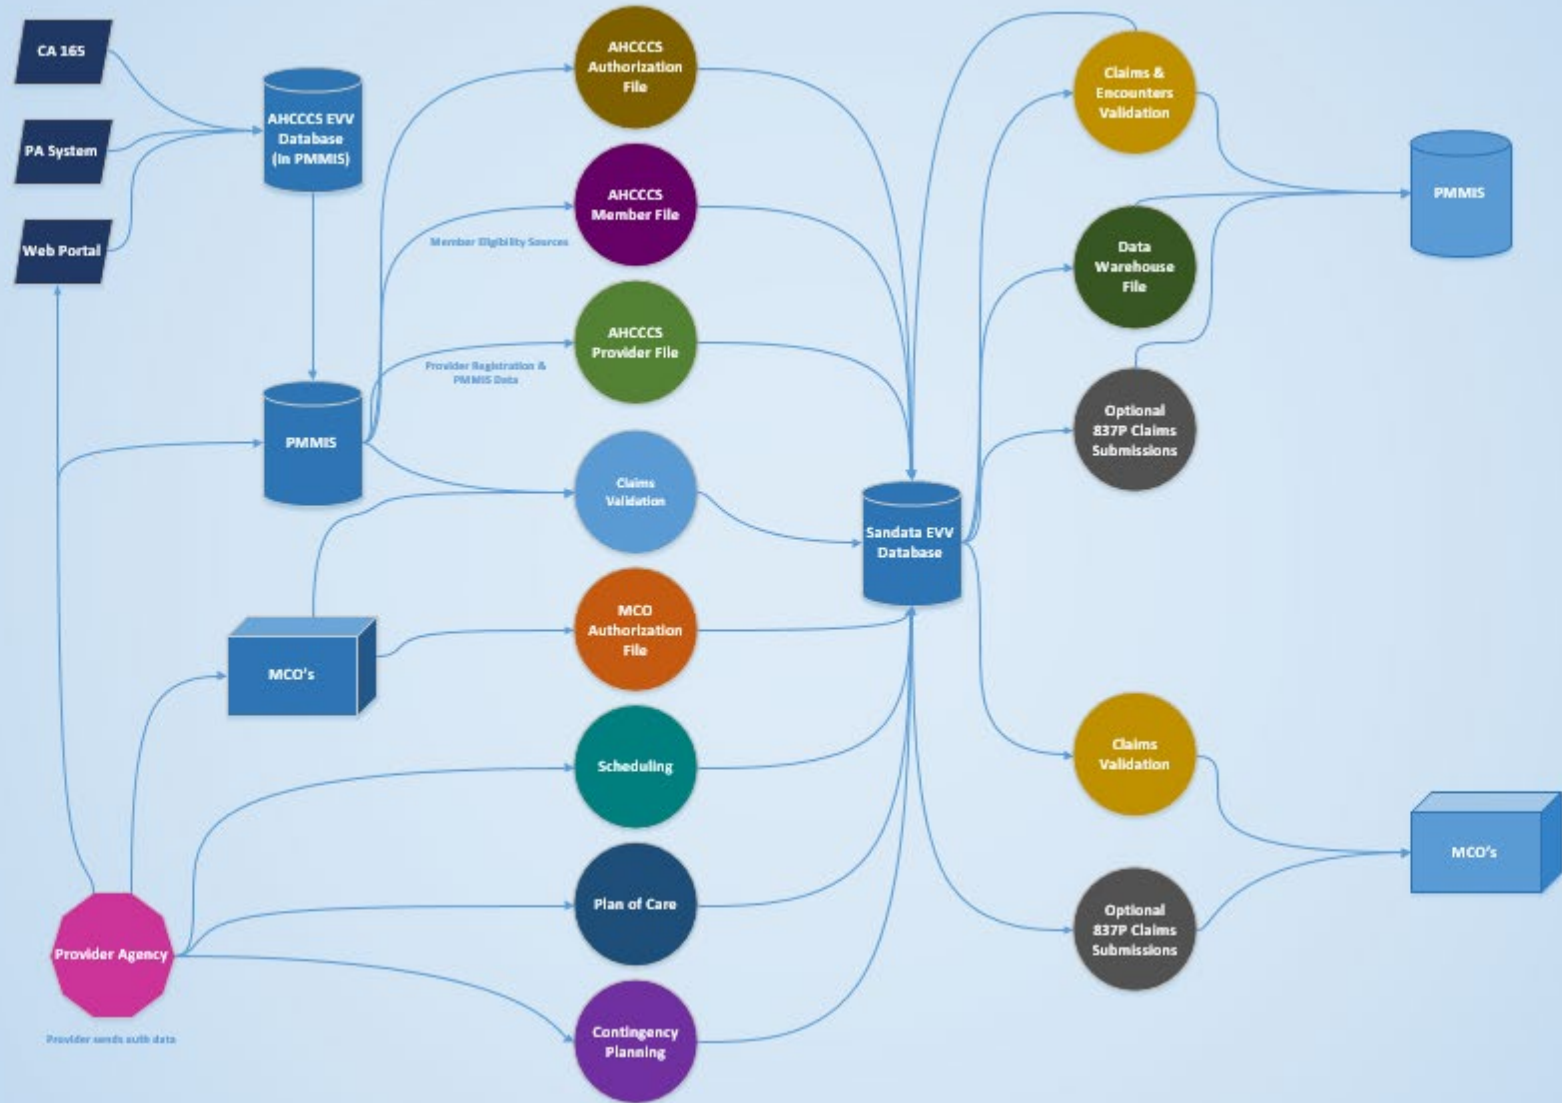 CA 165
PA System
Web Portal
AHCCCS EVV
Database
(In PMMIS)
PMMIS
MCO's
Provider Agency
Provider sends auth data
AHCCCS
Authorization
File
AHCCCS
Member File
Member Eligibility Sources
AHCCCS
Provider File
Provider Registration &
PMMIS Data
Claims
Validation
MCO
Authorization
File
Scheduling
Plan of Care
Contingency
Planning
Sandata EVV
Database
Claims &
Encounters
Validation
Data
Warehouse
File
Optional
837P Claims
Submissions
Claims
Validation
Optional
837P Claims
Submissions
PMMIS
MCO's